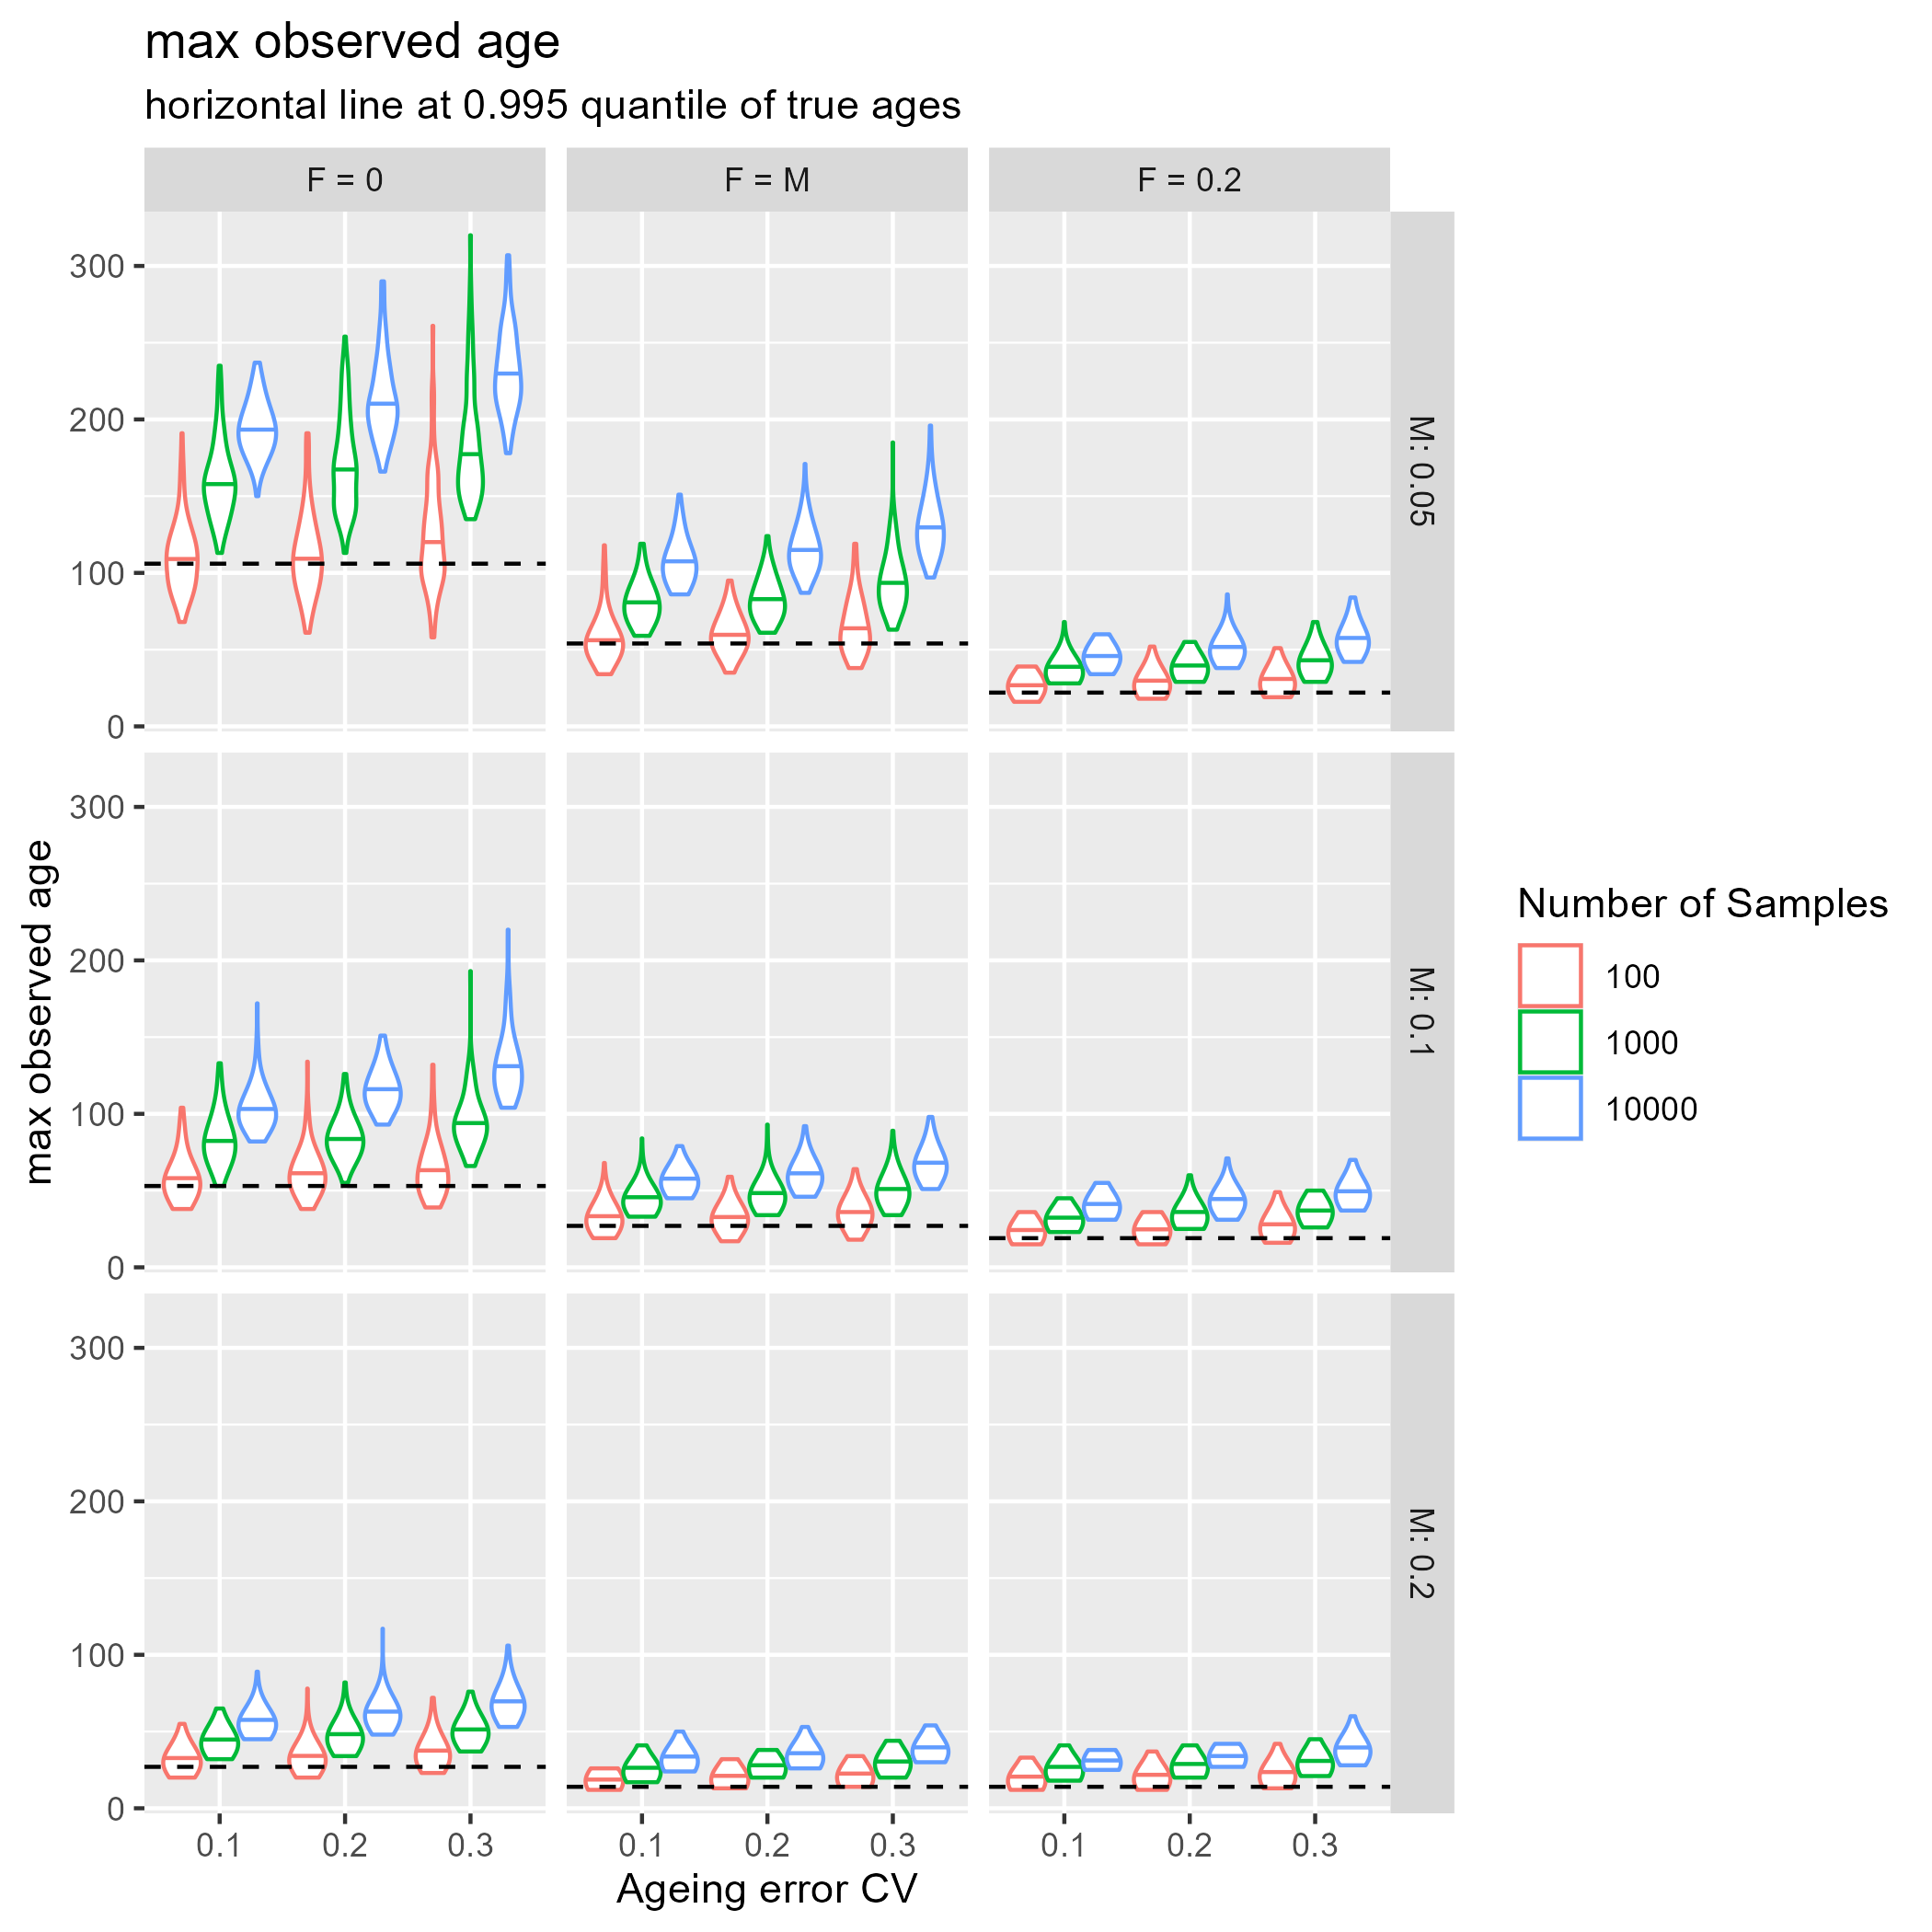 max observed age
horizontal line at 0.995 quantile of true ages
F = 0
F = M
F = 0.2
300
200
100
0
M: 0.05
300
200
100
0
M: 0.1
300
200
100
0
M: 0.2
max observed age
0.1 0.2 0.3
0.1 0.2 0.3
0.1 0.2 0.3
Ageing error CV
Number of Samples
100
1000
10000